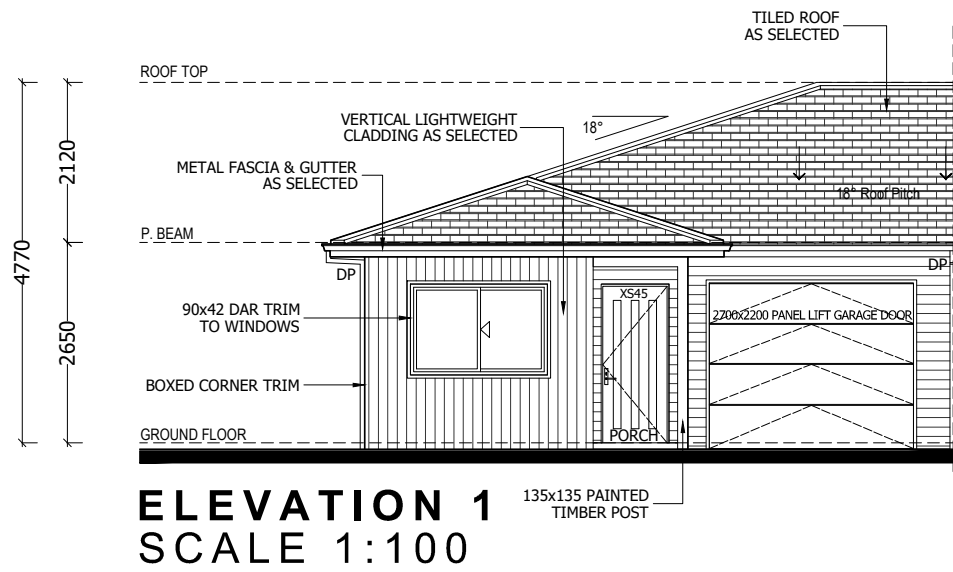 TILED ROOF
AS SELECTED
ROOF TOP
VERTICAL LIGHTWEIGHT
CLADDING AS SELECTED
18°
METAL FASCIA & GUTTER
AS SELECTED
2120
18° Roof Pitch
P. BEAM
4770
DP
DP
XS45
90x42 DAR TRIM
TO WINDOWS
2700x2200 PANEL LIFT GARAGE DOOR
2650
BOXED CORNER TRIM
GROUND FLOOR
PORCH
135x135 PAINTED
TIMBER POST
ELEVATION 1
SCALE 1:100